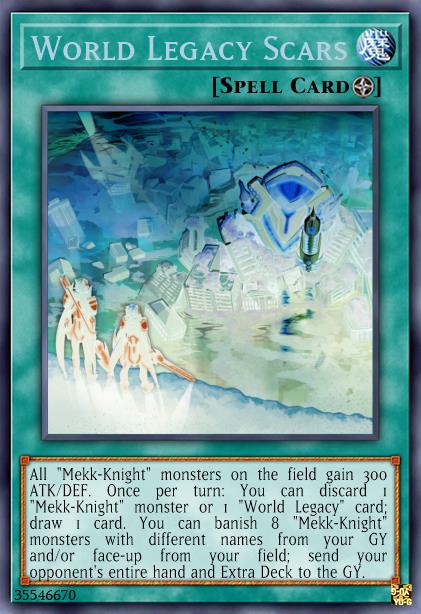 World Legacy Scars 魔
[Spell Card]
All "Mekk-Knight" monsters on the field gain 300
ATK/DEF. Once per turn: You can discard 1
"Mekk-Knight" monster or 1 "World Legacy" card;
draw 1 card. You can banish 8 "Mekk-Knight"
monsters with different names from your GY
and/or face-up from your field; send your
opponent's entire hand and Extra Deck to the GY.
35546670